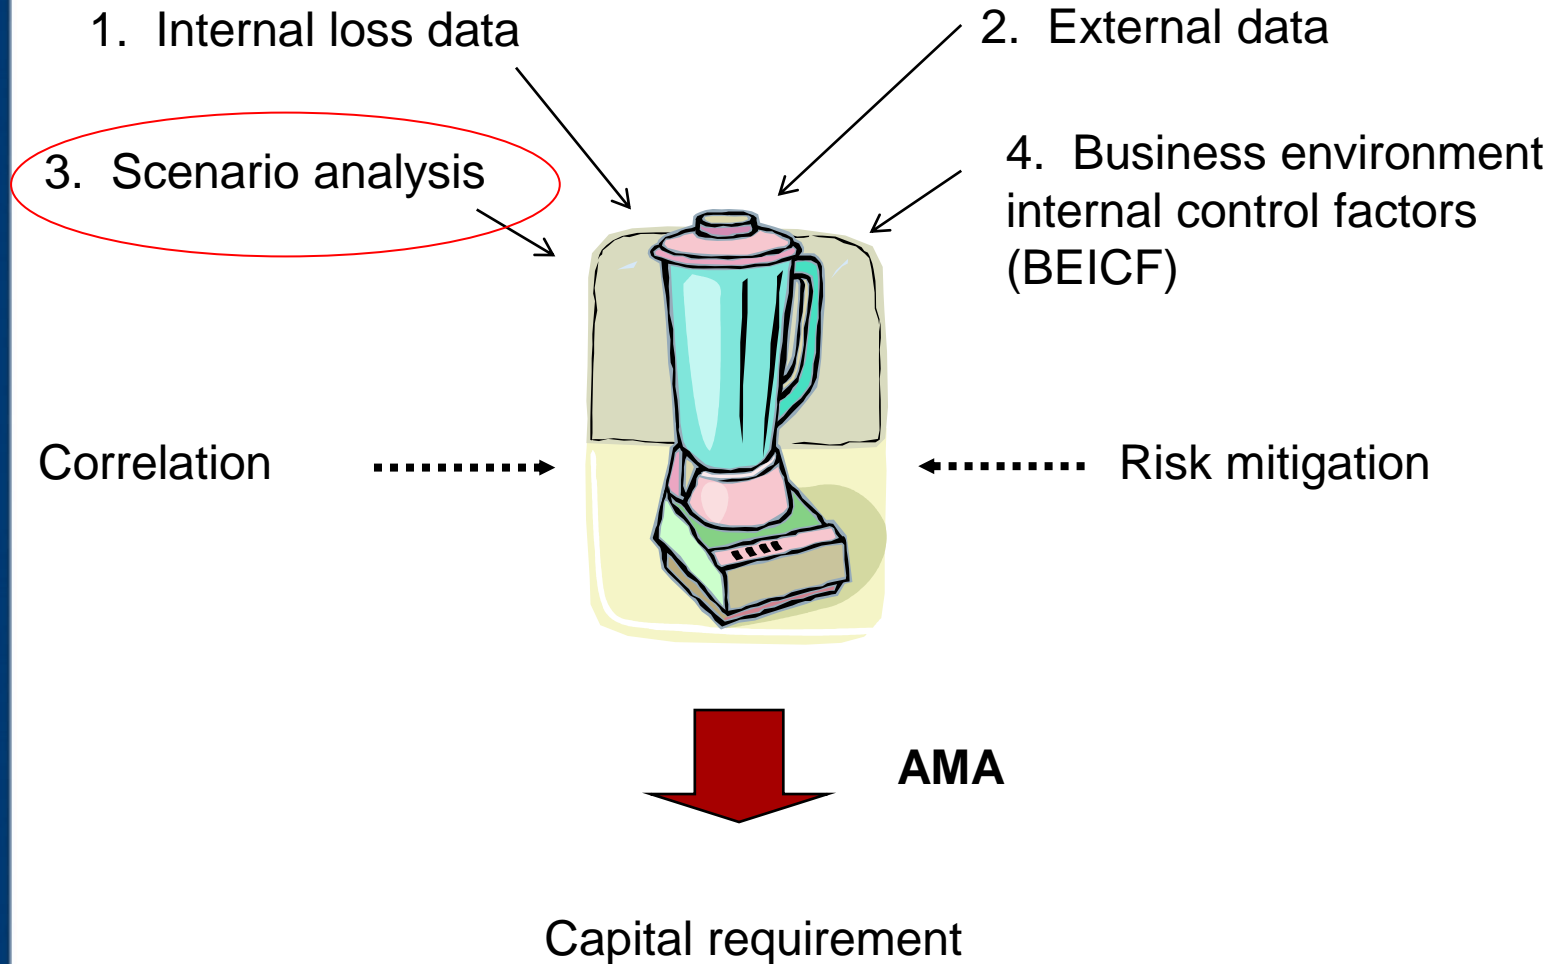 1. Internal loss data
2. External data
3. Scenario analysis
4. Business environment
internal control factors
(BEICF)
Correlation
Risk mitigation
AMA
Capital requirement